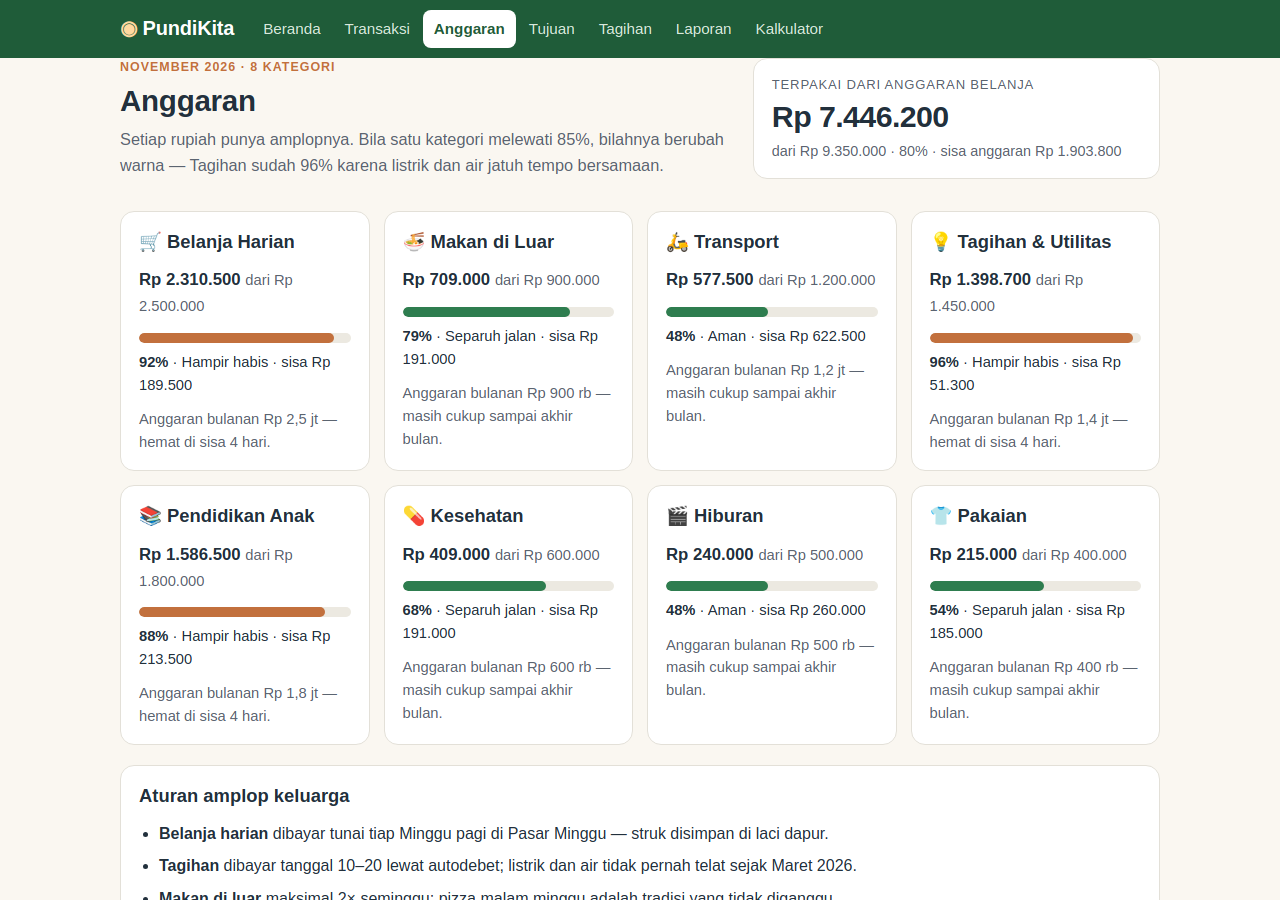 PundiKita
Beranda
Transaksi
Anggaran
Tujuan
Tagihan
Laporan
Kalkulator
NOVEMBER 2026 · 8 KATEGORI
Anggaran
Setiap rupiah punya amplopnya. Bila satu kategori melewati 85%, bilahnya berubah
warna — Tagihan sudah 96% karena listrik dan air jatuh tempo bersamaan.
TERPAKAI DARI ANGGARAN BELANJA
Rp 7.446.200
dari Rp 9.350.000 · 80% · sisa anggaran Rp 1.903.800
Belanja Harian
Rp 2.310.500 dari Rp
2.500.000
92% · Hampir habis · sisa Rp
189.500
Anggaran bulanan Rp 2,5 jt —
hemat di sisa 4 hari.
Makan di Luar
Rp 709.000 dari Rp 900.000
79% · Separuh jalan · sisa Rp
191.000
Anggaran bulanan Rp 900 rb —
masih cukup sampai akhir
bulan.
Transport
Rp 577.500 dari Rp 1.200.000
48% · Aman · sisa Rp 622.500
Anggaran bulanan Rp 1,2 jt —
masih cukup sampai akhir
bulan.
Tagihan & Utilitas
Rp 1.398.700 dari Rp
1.450.000
96% · Hampir habis · sisa Rp
51.300
Anggaran bulanan Rp 1,4 jt —
hemat di sisa 4 hari.
Pendidikan Anak
Rp 1.586.500 dari Rp
1.800.000
88% · Hampir habis · sisa Rp
213.500
Anggaran bulanan Rp 1,8 jt —
hemat di sisa 4 hari.
Kesehatan
Rp 409.000 dari Rp 600.000
68% · Separuh jalan · sisa Rp
191.000
Anggaran bulanan Rp 600 rb —
masih cukup sampai akhir
bulan.
Hiburan
Rp 240.000 dari Rp 500.000
48% · Aman · sisa Rp 260.000
Anggaran bulanan Rp 500 rb —
masih cukup sampai akhir
bulan.
Pakaian
Rp 215.000 dari Rp 400.000
54% · Separuh jalan · sisa Rp
185.000
Anggaran bulanan Rp 400 rb —
masih cukup sampai akhir
bulan.
Aturan amplop keluarga
• Belanja harian dibayar tunai tiap Minggu pagi di Pasar Minggu — struk disimpan di laci dapur.
• Tagihan dibayar tanggal 10–20 lewat autodebet; listrik dan air tidak pernah telat sejak Maret 2026.
• Makan di luar maksimal 2× seminggu; pizza malam minggu adalah tradisi yang tidak diganggu.